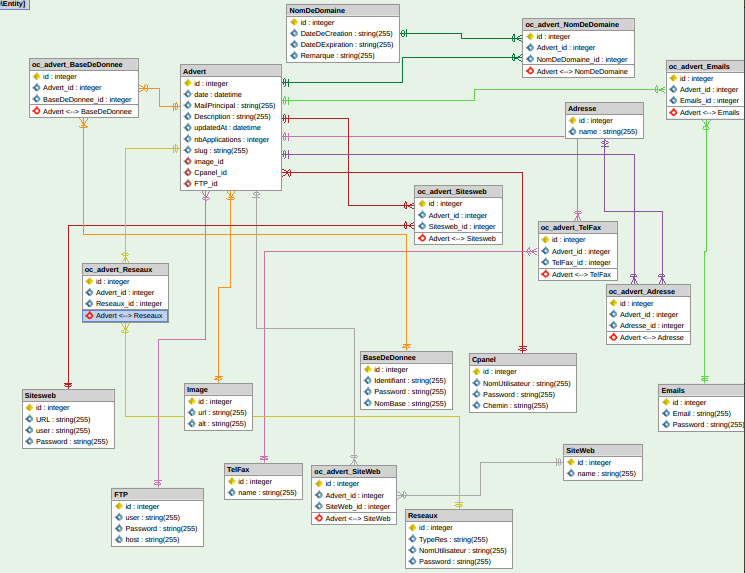 \Entity]
NomDeDomaine
id : integer
DateDeCreation : string(255)
DateDExpiration : string(255)
Remarque : string(255)
oc_advert_NomDeDomaine
id : integer
Advert_id : integer
NomDeDomaine_id : integer
Advert <--> NomDeDomaine
oc_advert_BaseDeDonnee
id : integer
Advert_id : integer
BaseDeDonnee_id : integer
Advert <--> BaseDeDonnee
Advert
id : integer
date : datetime
MailPrincipal : string(255)
Description : string(255)
updatedAt : datetime
nbApplications : integer
slug : string(255)
image_id
Cpanel_id
FTP_id
oc_advert_Emails
id : integer
Advert_id : integer
Emails_id : integer
Advert <--> Emails
Adresse
id : integer
name : string(255)
oc_advert_Sitesweb
id : integer
Advert_id : integer
Sitesweb_id : integer
Advert <--> Sitesweb
oc_advert_TelFax
id : integer
Advert_id : integer
TelFax_id : integer
Advert <--> TelFax
oc_advert_Reseaux
id : integer
Advert_id : integer
Reseaux_id : integer
Advert <--> Reseaux
oc_advert_Adresse
id : integer
Advert_id : integer
Adresse_id : integer
Advert <--> Adresse
BaseDeDonnee
id : integer
Identifiant : string(255)
Password : string(255)
NomBase : string(255)
Cpanel
id : integer
NomUtilisateur : string(255)
Password : string(255)
Chemin : string(255)
Sitesweb
id : integer
URL : string(255)
user : string(255)
Password : string(255)
Image
id : integer
url : string(255)
alt : string(255)
Emails
id : integer
Email : string(255)
Password : string(255)
SiteWeb
id : integer
name : string(255)
TelFax
id : integer
name : string(255)
oc_advert_SiteWeb
id : integer
Advert_id : integer
SiteWeb_id : integer
Advert <--> SiteWeb
FTP
id : integer
user : string(255)
Password : string(255)
host : string(255)
Reseaux
id : integer
TypeRes : string(255)
NomUtilisateur : string(255)
Password : string(255)